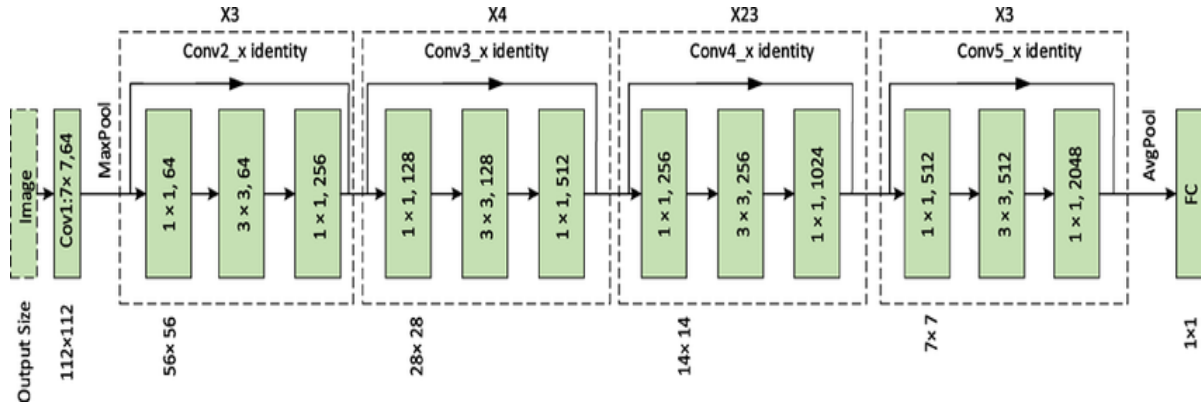 X3
X4
X23
X3
Conv2_x identity
Conv3_x identity
Conv4_x identity
Conv5_x identity
Image
Cov1:7× 7,64
MaxPool
1 × 1, 64
3 × 3, 64
1 × 1, 256
1 × 1, 128
3 × 3, 128
1 × 1, 512
1 × 1, 256
3 × 3, 256
1 × 1, 1024
1 × 1, 512
3 × 3, 512
1 × 1, 2048
AvgPool
FC
Output Size
112×112
56× 56
28× 28
14× 14
7× 7
1×1